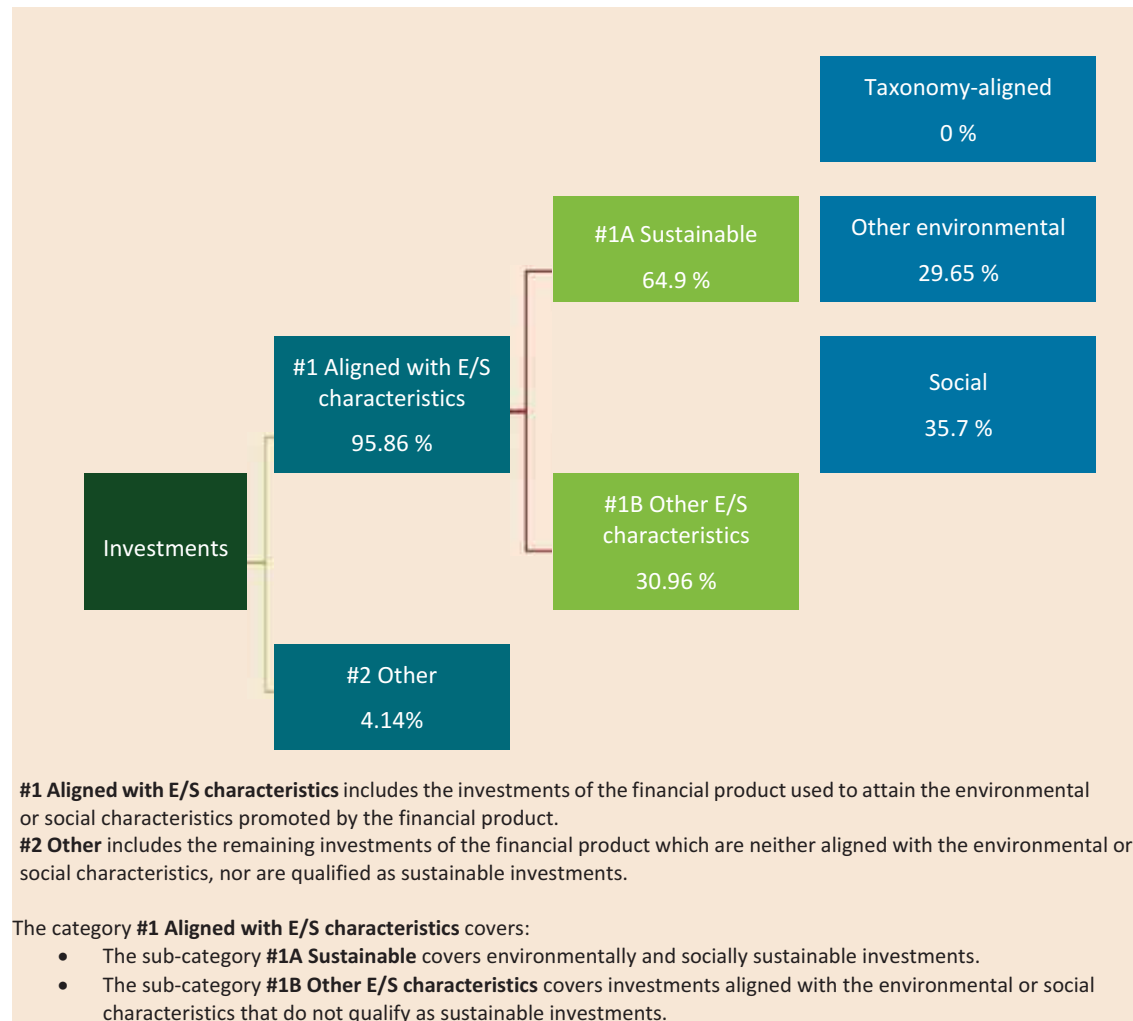 Taxonomy-aligned
0 %
#1A Sustainable
64.9 %
Other environmental
29.65 %
#1 Aligned with E/S
characteristics
95.86 %
Social
35.7 %
Investments
#1B Other E/S
characteristics
30.96 %
#2 Other
4.14%
#1 Aligned with E/S characteristics includes the investments of the financial product used to attain the environmental
or social characteristics promoted by the financial product.
#2 Other includes the remaining investments of the financial product which are neither aligned with the environmental or
social characteristics, nor are qualified as sustainable investments.
The category #1 Aligned with E/S characteristics covers:
• The sub-category #1A Sustainable covers environmentally and socially sustainable investments.
• The sub-category #1B Other E/S characteristics covers investments aligned with the environmental or social
characteristics that do not qualify as sustainable investments.